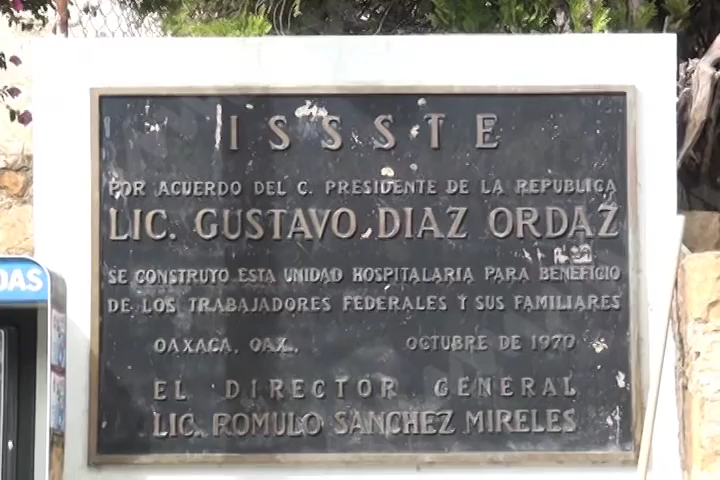 ISSSTE
POR ACUERDO DEL C. PRESIDENTE DE LA REPUBLICA
LIC. GUSTAVO DIAZ ORDAZ
SE CONSTRUYO ESTA UNIDAD HOSPITALARIA PARA BENEFICIO
DE LOS TRABAJADORES FEDERALES Y SUS FAMILIARES
OAXACA, OAX., OCTUBRE DE 1970
EL DIRECTOR GENERAL
LIC. ROMULO SANCHEZ MIRELES